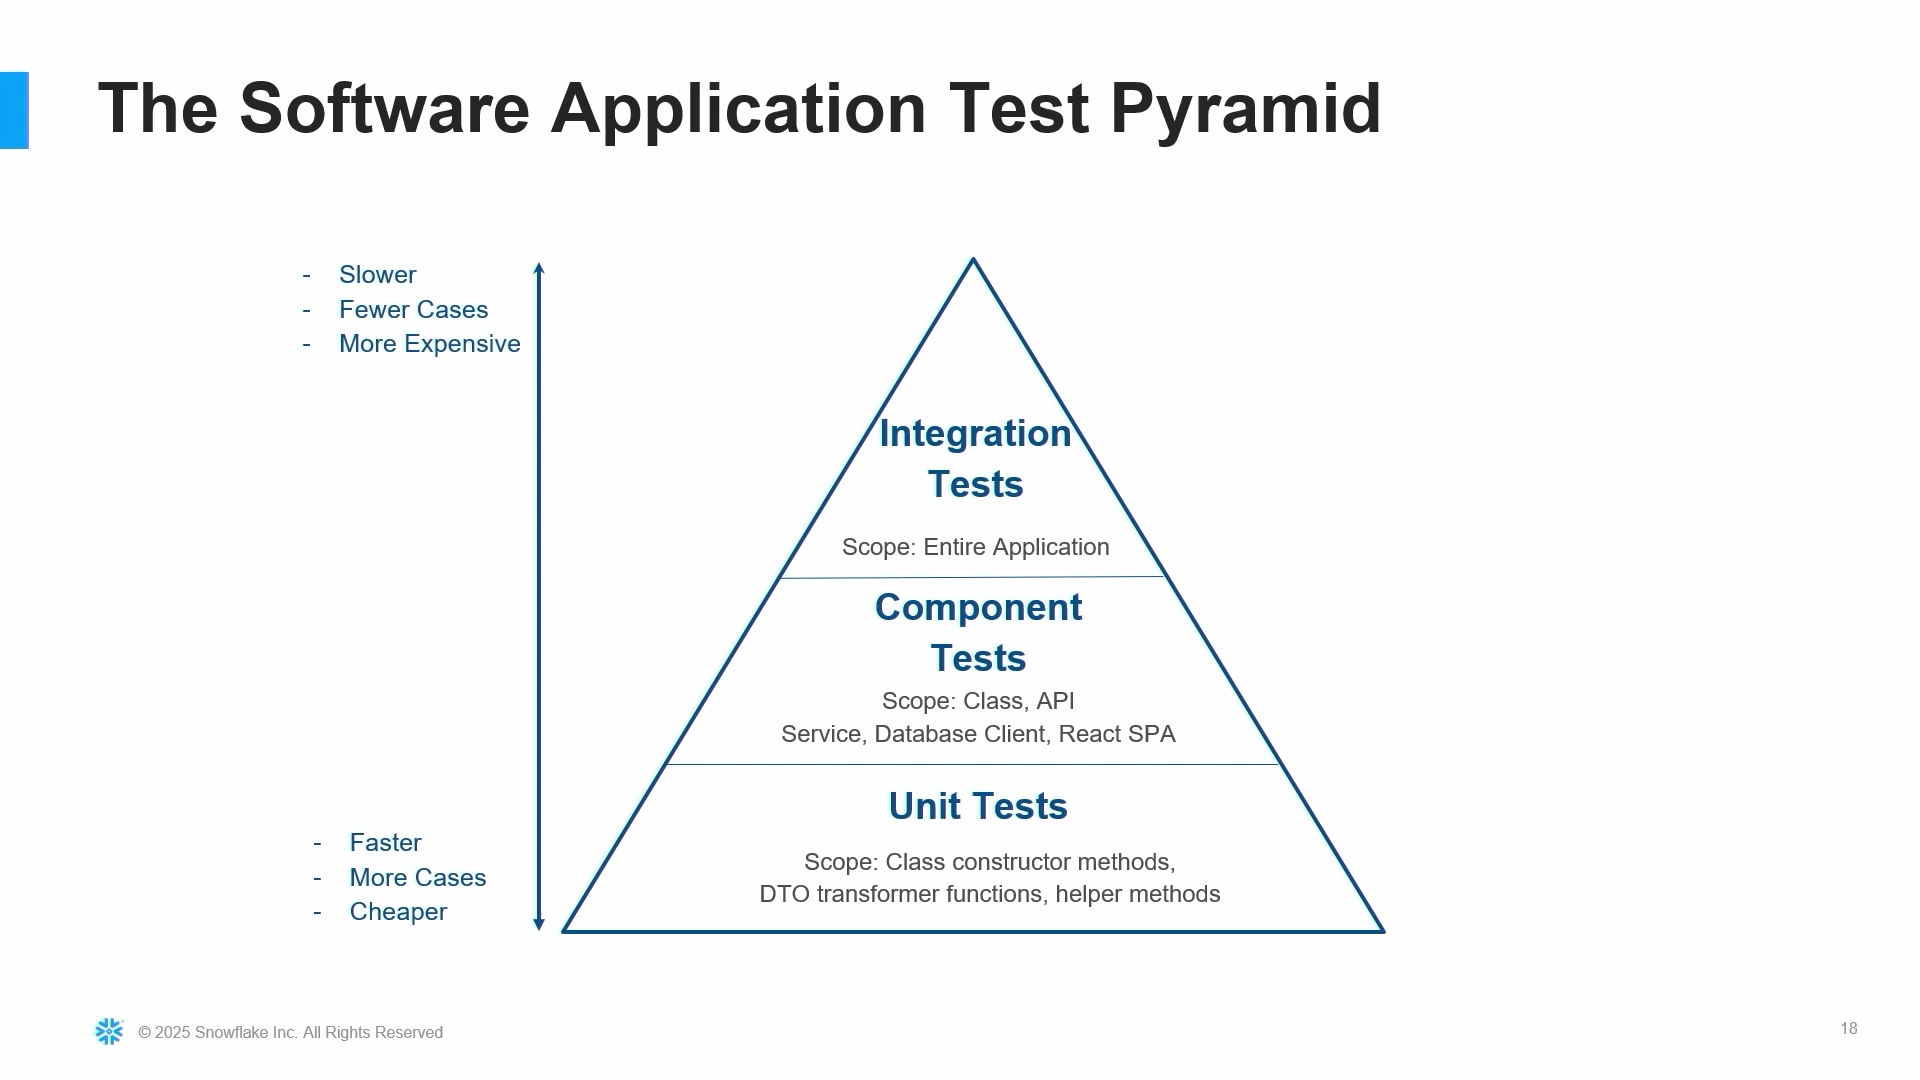 The Software Application Test Pyramid
- Slower
- Fewer Cases
- More Expensive
Integration
Tests
Scope: Entire Application
Component
Tests
Scope: Class, API
Service, Database Client, React SPA
Unit Tests
Scope: Class constructor methods,
DTO transformer functions, helper methods
- Faster
- More Cases
- Cheaper
© 2025 Snowflake Inc. All Rights Reserved
18